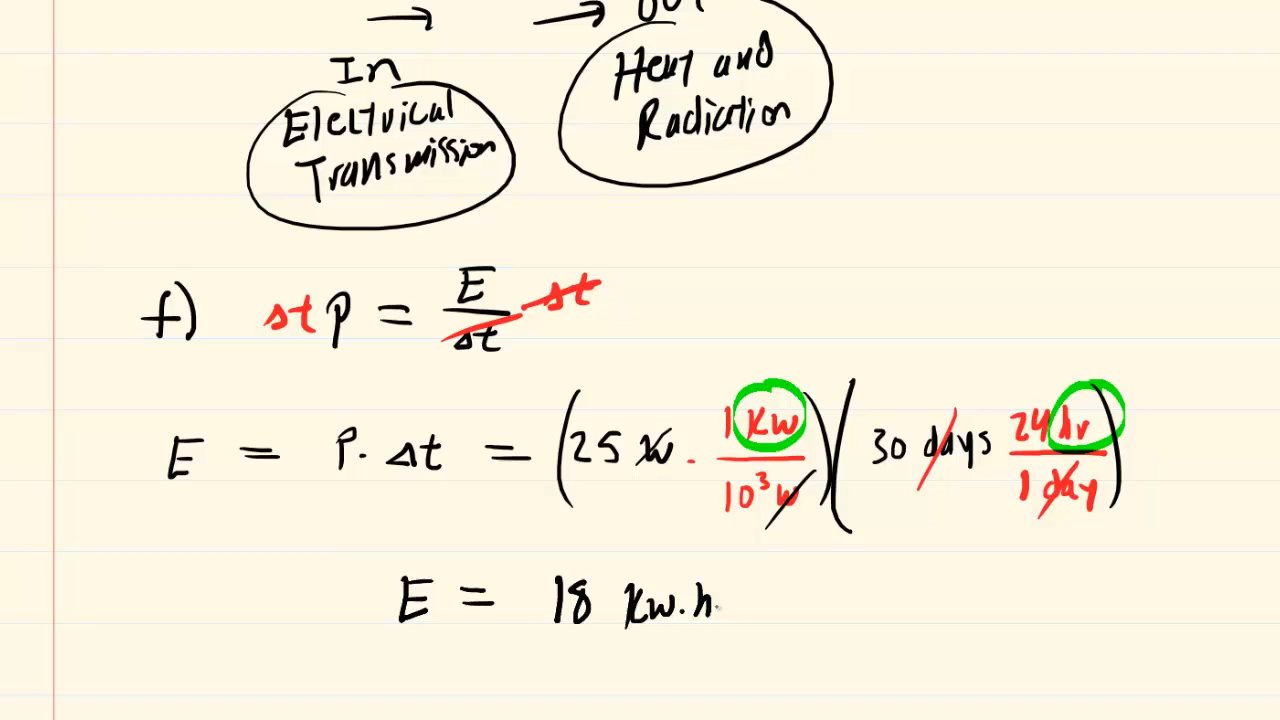 → → out
In Heat and
Electrical Radiation
Transmission
f) Δt P = E/Δt · Δt
E = P. Δt = (25 W · 1 KW/10³ W)(30 days 24 hr/1 day)
E = 18 KW.h